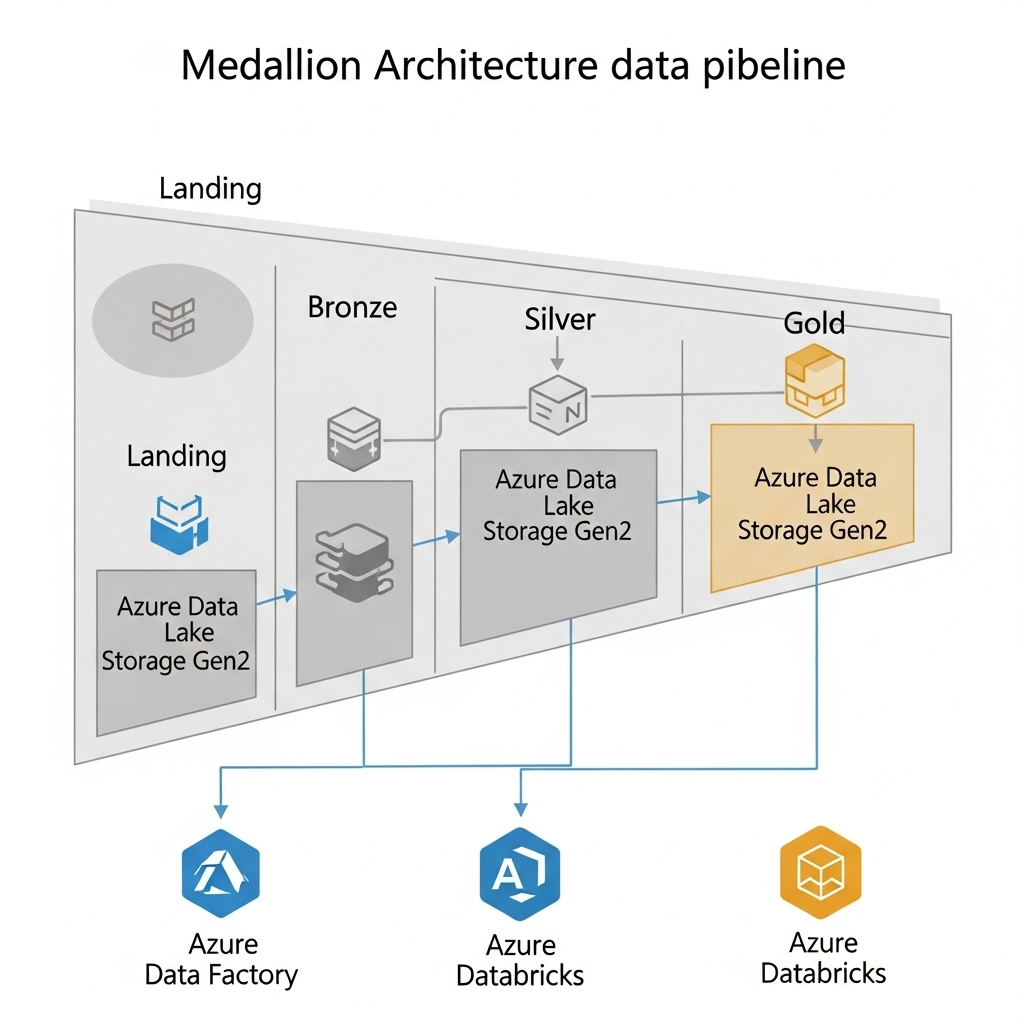 Medallion Architecture data pibeline
Landing
Bronze
Silver
Gold
N
Landing
Azure Data
Lake
Storage Gen2
Azure Data
Lake
Storage Gen2
Azure Data
Lake
Storage Gen2
A
Azure
Data Factory
Azure
Databricks
Azure
Databricks